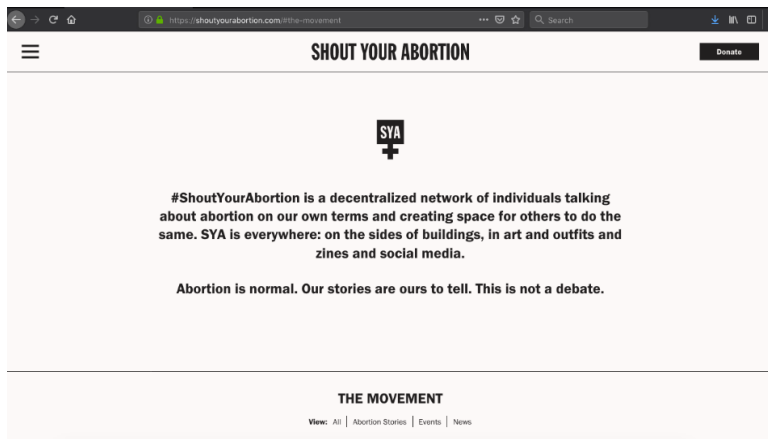 https://shoutyourabortion.com/#the-movement
Search
SHOUT YOUR ABORTION
Donate
SYA
#ShoutYourAbortion is a decentralized network of individuals talking
about abortion on our own terms and creating space for others to do the
same. SYA is everywhere: on the sides of buildings, in art and outfits and
zines and social media.
Abortion is normal. Our stories are ours to tell. This is not a debate.
THE MOVEMENT
View: All | Abortion Stories | Events | News